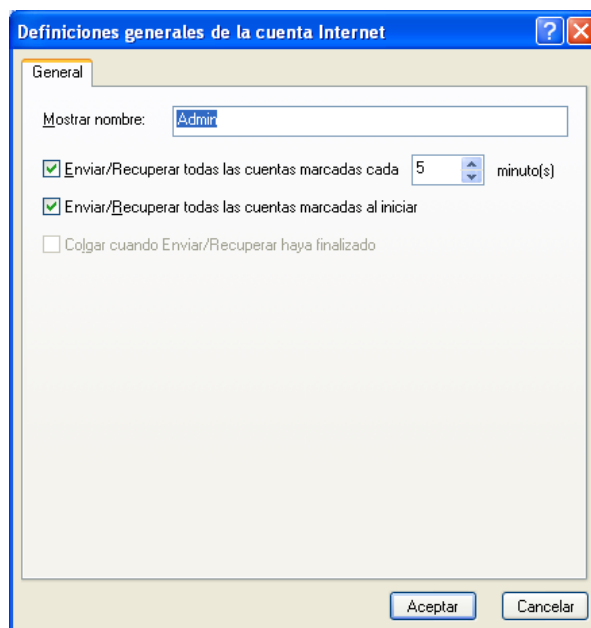 Definiciones generales de la cuenta Internet
General
Mostrar nombre: Admin
Enviar/Recuperar todas las cuentas marcadas cada 5 minuto(s)
Enviar/Recuperar todas las cuentas marcadas al iniciar
Colgar cuando Enviar/Recuperar haya finalizado
Aceptar Cancelar